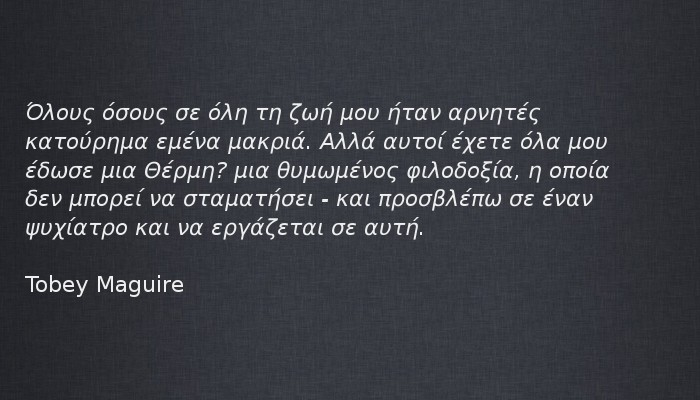 Όλους όσους σε όλη τη ζωή μου ήταν αρνητές
κατούρημα εμένα μακριά. Αλλά αυτοί έχετε όλα μου
έδωσε μια Θέρμη? μια θυμωμένος φιλοδοξία, η οποία
δεν μπορεί να σταματήσει - και προσβλέπω σε έναν
ψυχίατρο και να εργάζεται σε αυτή.
Tobey Maguire